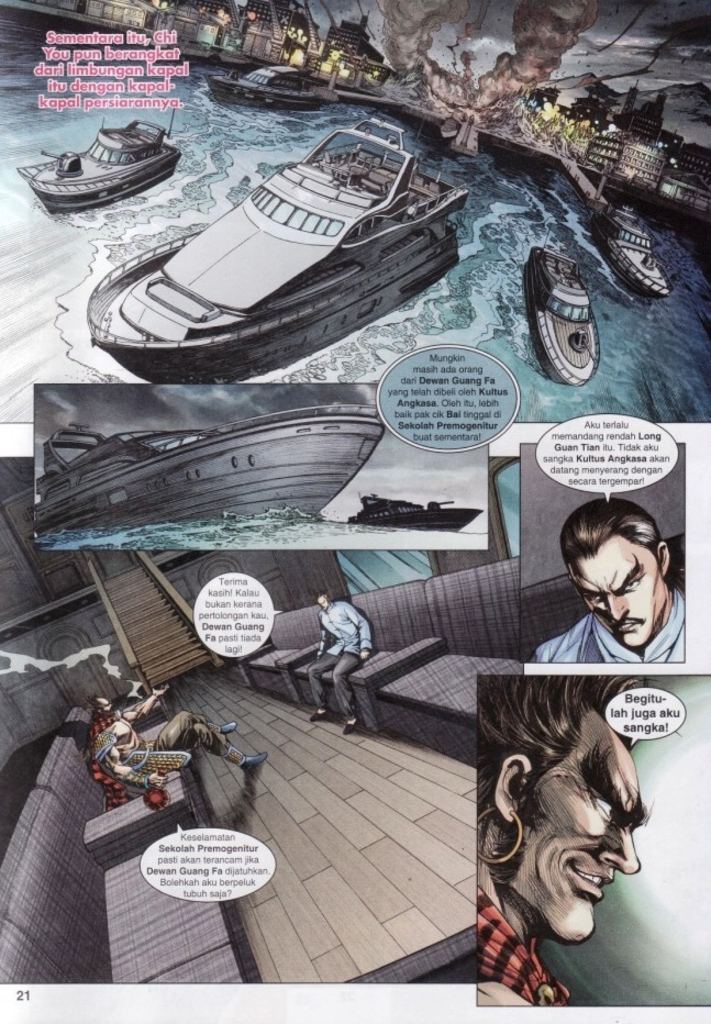 Sementara itu, Chi
You pun berangkat
dari limbungan kapal
itu dengan kapal-
kapal persiarannya.
Mungkin
masih ada orang
dari Dewan Guang Fa
yang telah dibeli oleh Kultus
Angkasa. Oleh itu, lebih
baik pak cik Bai tinggal di
Sekolah Premogenitur
buat sementara!
Aku terlalu
memandang rendah Long
Guan Tian itu. Tidak aku
sangka Kultus Angkasa akan
datang menyerang dengan
secara tergempar!
Terima
kasih! Kalau
bukan kerana
pertolongan kau,
Dewan Guang
Fa pasti tiada
lagi!
Keselamatan
Sekolah Premogenitur
pasti akan terancam jika
Dewan Guang Fa dijatuhkan.
Bolehkah aku berpeluk
tubuh saja?
Begitu-
lah juga aku
sangka!
21